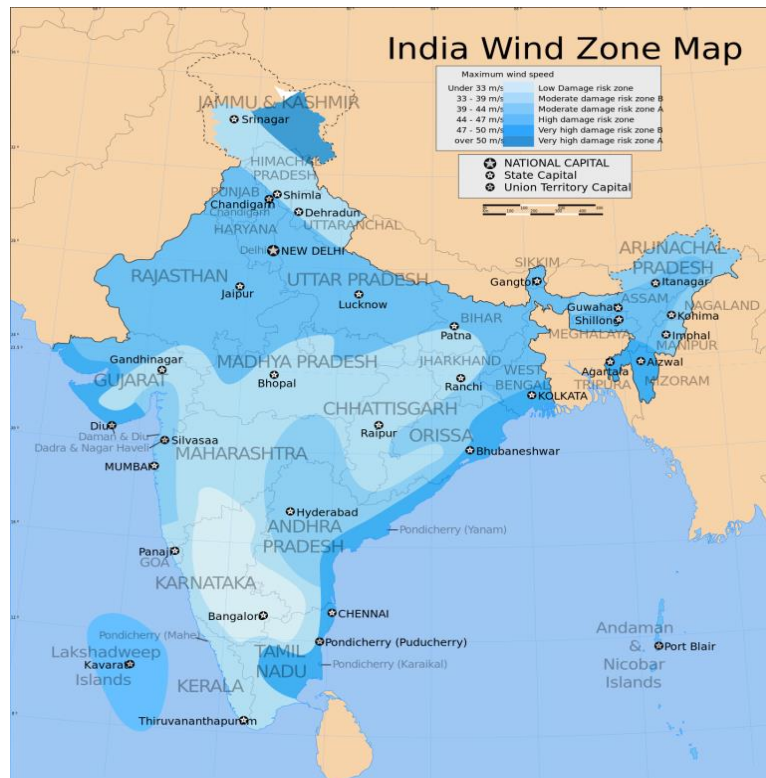 India Wind Zone Map
Maximum wind speed
Under 33 m/s Low Damage risk zone
33 - 39 m/s Moderate damage risk zone B
39 - 44 m/s Moderate damage risk zone A
44 - 47 m/s High damage risk zone
47 - 50 m/s Very high damage risk zone B
over 50 m/s Very high damage risk zone A
NATIONAL CAPITAL
State Capital
Union Territory Capital
JAMMU & KASHMIR
Srinagar
HIMACHAL
PRADESH
PUNJAB
Shimla
Chandigarh
Chandigarh
Dehradun
UTTARANCHAL
HARYANA
Delhi
NEW DELHI
RAJASTHAN
Jaipur
UTTAR PRADESH
Lucknow
SIKKIM
Gangtok
ARUNACHAL
PRADESH
Itanagar
ASSAM
NAGALAND
Guwahati
Shillong
Kohima
MEGHALAYA
Imphal
MANIPUR
BIHAR
Patna
Gandhinagar
GUJARAT
MADHYA PRADESH
Bhopal
JHARKHAND
Ranchi
WEST
BENGAL
KOLKATA
Agartala
TRIPURA
Aizwal
MIZORAM
CHHATTISGARH
Raipur
ORISSA
Bhubaneshwar
Diu
Daman & Diu
Dadra & Nagar Haveli
Silvasaa
MAHARASHTRA
MUMBAI
Hyderabad
ANDHRA
PRADESH
Pondicherry (Yanam)
Panaji
GOA
KARNATAKA
Bangalore
CHENNAI
Pondicherry (Mahe)
Pondicherry (Puducherry)
Pondicherry (Karaikal)
Lakshadweep
Kavarati
Islands
TAMIL
NADU
KERALA
Thiruvananthapuram
Andaman
&
Nicobar
Islands
Port Blair